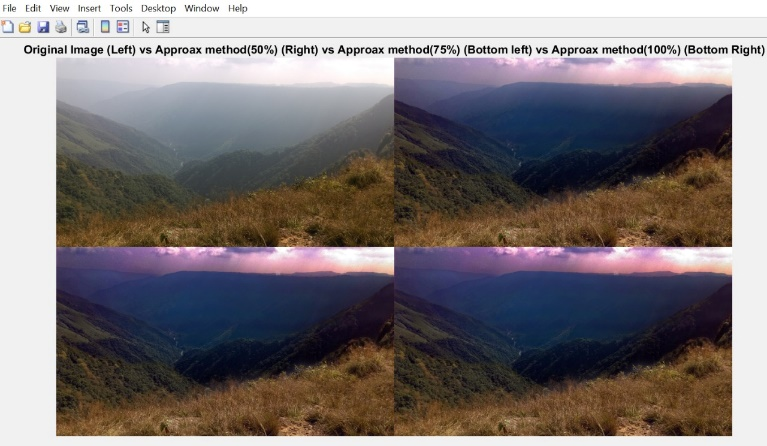 File Edit View Insert Tools Desktop Window Help
Original Image (Left) vs Approax method(50%) (Right) vs Approax method(75%) (Bottom left) vs Approax method(100%) (Bottom Right)